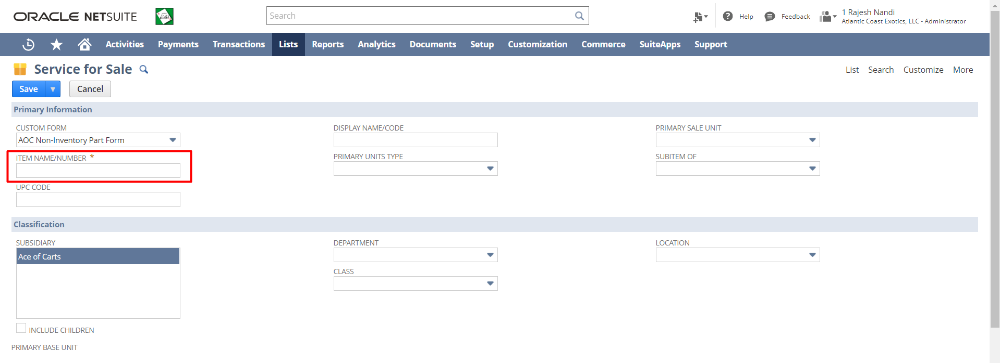 ORACLE NETSUITE
Search
Help
Feedback
1 Rajesh Nandi
Atlantic Coast Exotics, LLC - Administrator
Activities Payments Transactions Lists Reports Analytics Documents Setup Customization Commerce SuiteApps Support
Service for Sale
List Search Customize More
Save Cancel
Primary Information
CUSTOM FORM
AOC Non-Inventory Part Form
ITEM NAME/NUMBER *
UPC CODE
DISPLAY NAME/CODE
PRIMARY UNITS TYPE
PRIMARY SALE UNIT
SUBITEM OF
Classification
SUBSIDIARY
Ace of Carts
INCLUDE CHILDREN
PRIMARY BASE UNIT
DEPARTMENT
CLASS
LOCATION